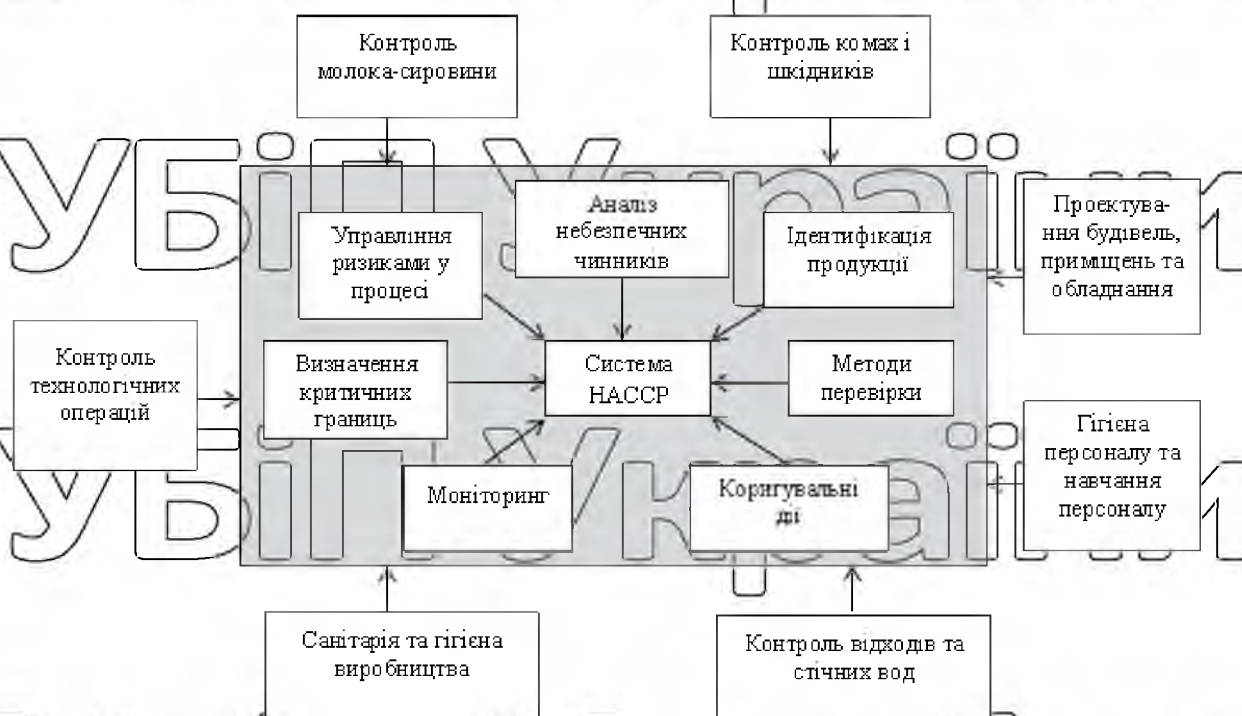 Контроль
молока-сировини
Контроль комах і
шкідників
Управління
ризиками у
процесі
Аналіз
небезпечних
чинників
Ідентифікація
продукції
Проектува-
ння будівель,
приміщень та
обладнання
Контроль
технологічних
операцій
Визначення
критичних
границь
Система
НАССР
Методи
перевірки
Гігієна
персоналу та
навчання
персоналу
Моніторинг
Коригувальні
дії
Санітарія та гігієна
виробництва
Контроль відходів та
стічних вод